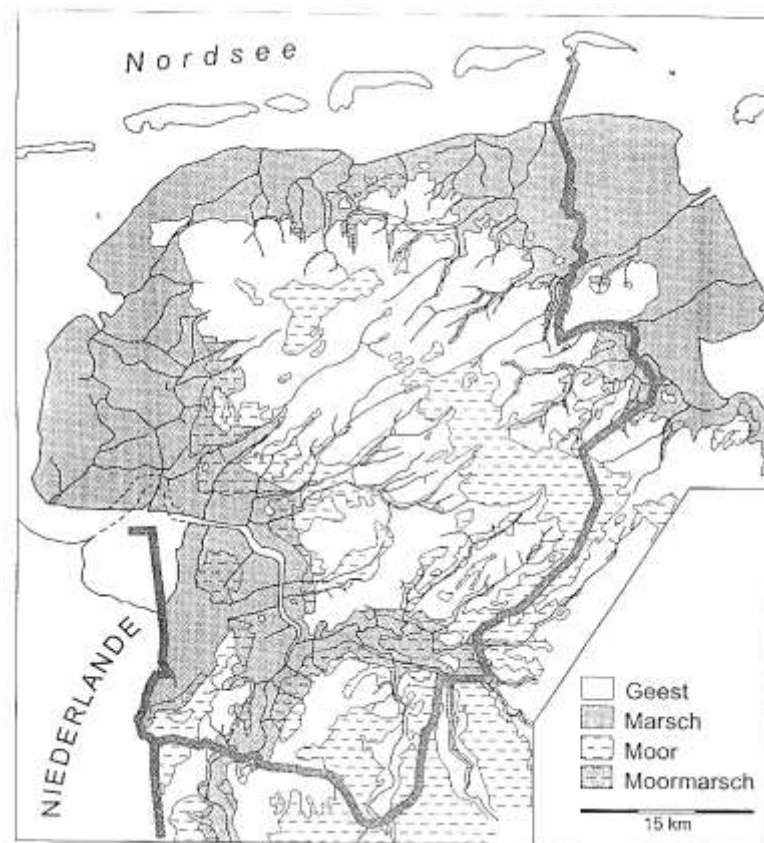 Nordsee
NIEDERLANDE
Geest
Marsch
Moor
Moormarsch
15 km